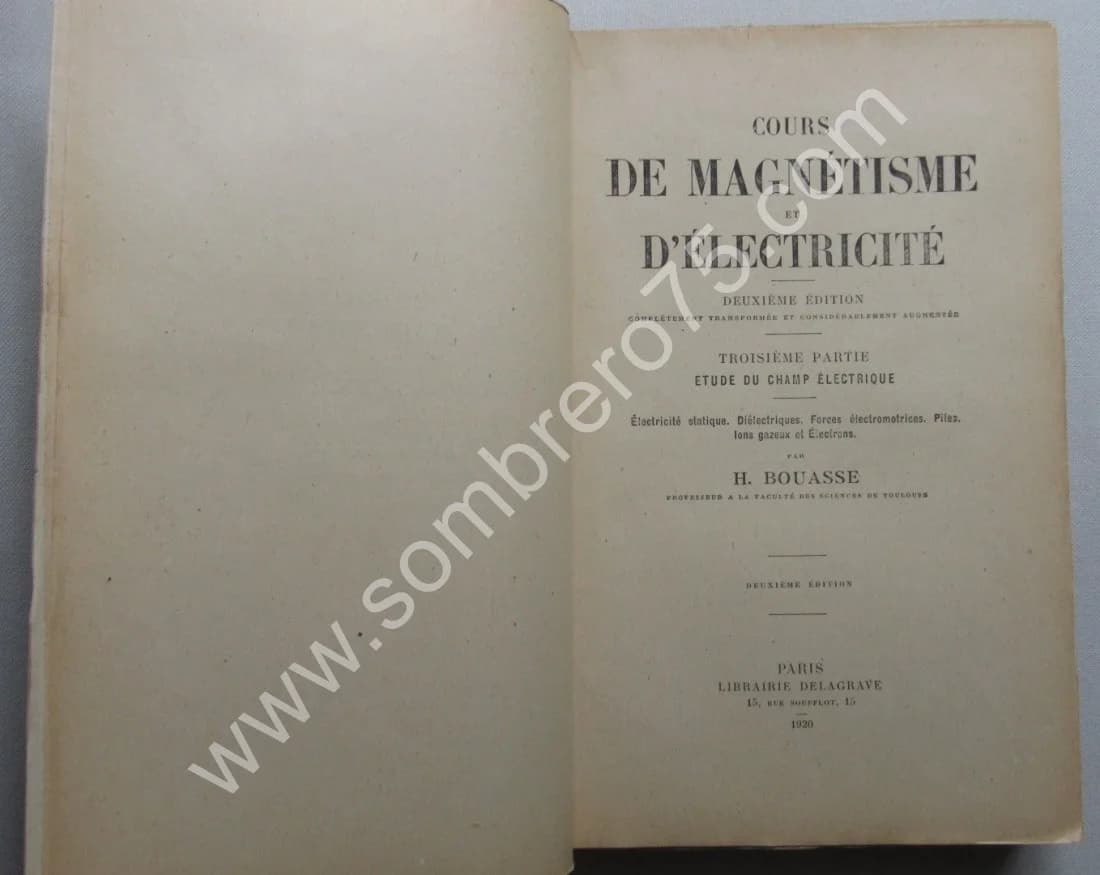 COURS
DE MAGNÉTISME
ET
D'ÉLECTRICITÉ
DEUXIÈME ÉDITION
COMPLÈTEMENT TRANSFORMÉE ET CONSIDÉRABLEMENT AUGMENTÉE
TROISIÈME PARTIE
ETUDE DU CHAMP ÉLECTRIQUE
Électricité statique. Diélectriques. Forces électromotrices. Piles.
Ions gazeux et Électrons.
PAR
H. BOUASSE
PROFESSEUR A LA FACULTÉ DES SCIENCES DE TOULOUSE
DEUXIÈME ÉDITION
PARIS
LIBRAIRIE DELAGRAVE
15, RUE SOUFFLOT, 15
1920
www.sombrero75.com